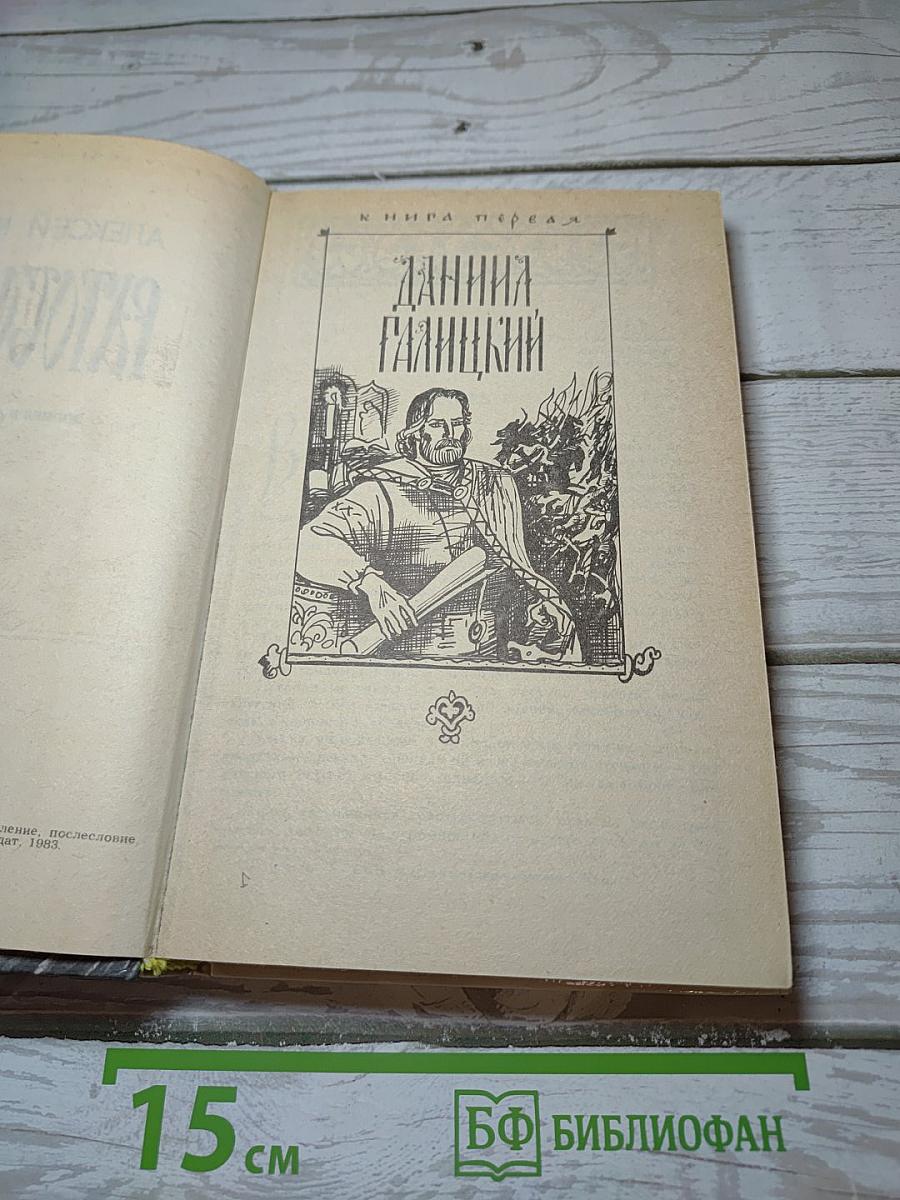 книга первая
ДАНИИЛ
ГАЛИЦКИЙ
ление, послесловие
дат, 1983.
15 см
БФ БИБЛИОФАН